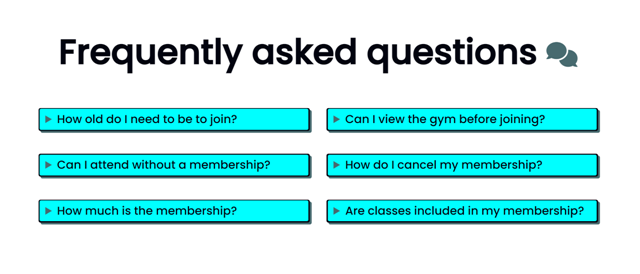 Frequently asked questions
How old do I need to be to join?
Can I view the gym before joining?
Can I attend without a membership?
How do I cancel my membership?
How much is the membership?
Are classes included in my membership?